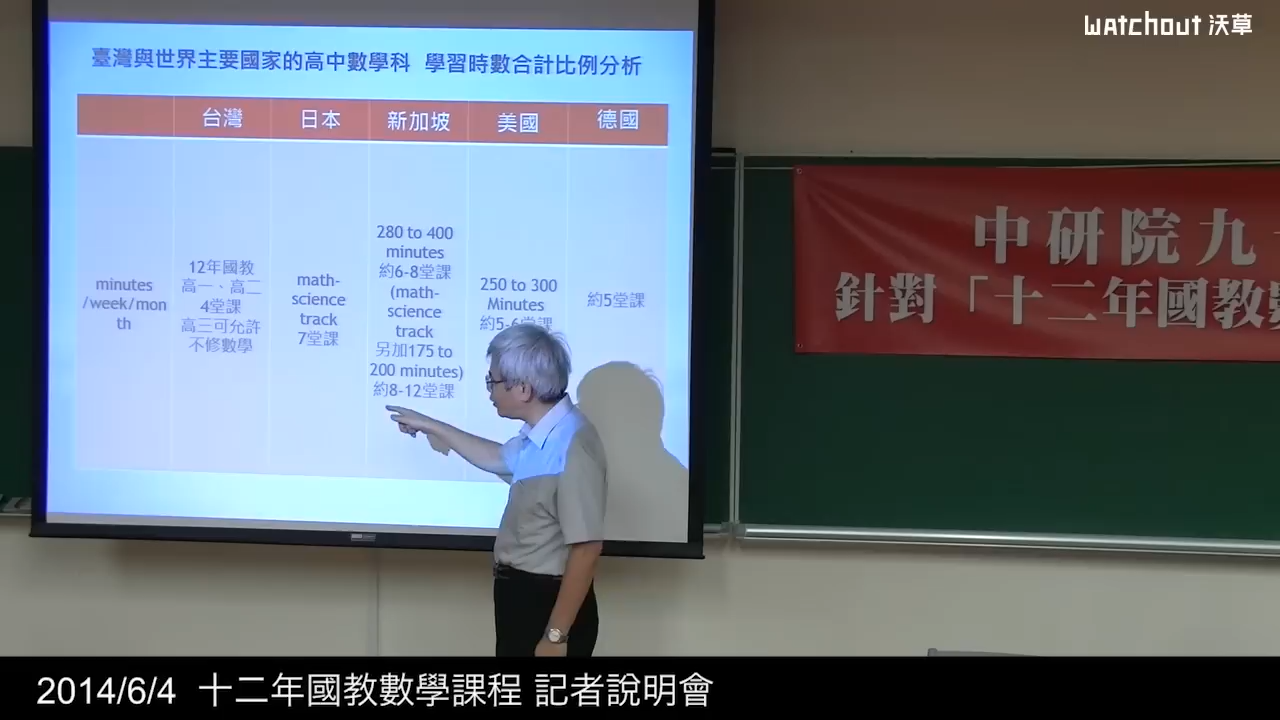 watchout 沃草
臺灣與世界主要國家的高中數學科 學習時數合計比例分析
台灣
日本
新加坡
美國
德國
minutes
/week/mon
th
12年國教
高一、高二
4堂課
高三可允許
不修數學
math-
science
track
7堂課
280 to 400
minutes
約6-8堂課
(math-
science
track
另加175 to
200 minutes)
約8-12堂課
250 to 300
Minutes
約5-6堂課
約5堂課
中研院九
針對「十二年國教數
2014/6/4 十二年國教數學課程 記者說明會